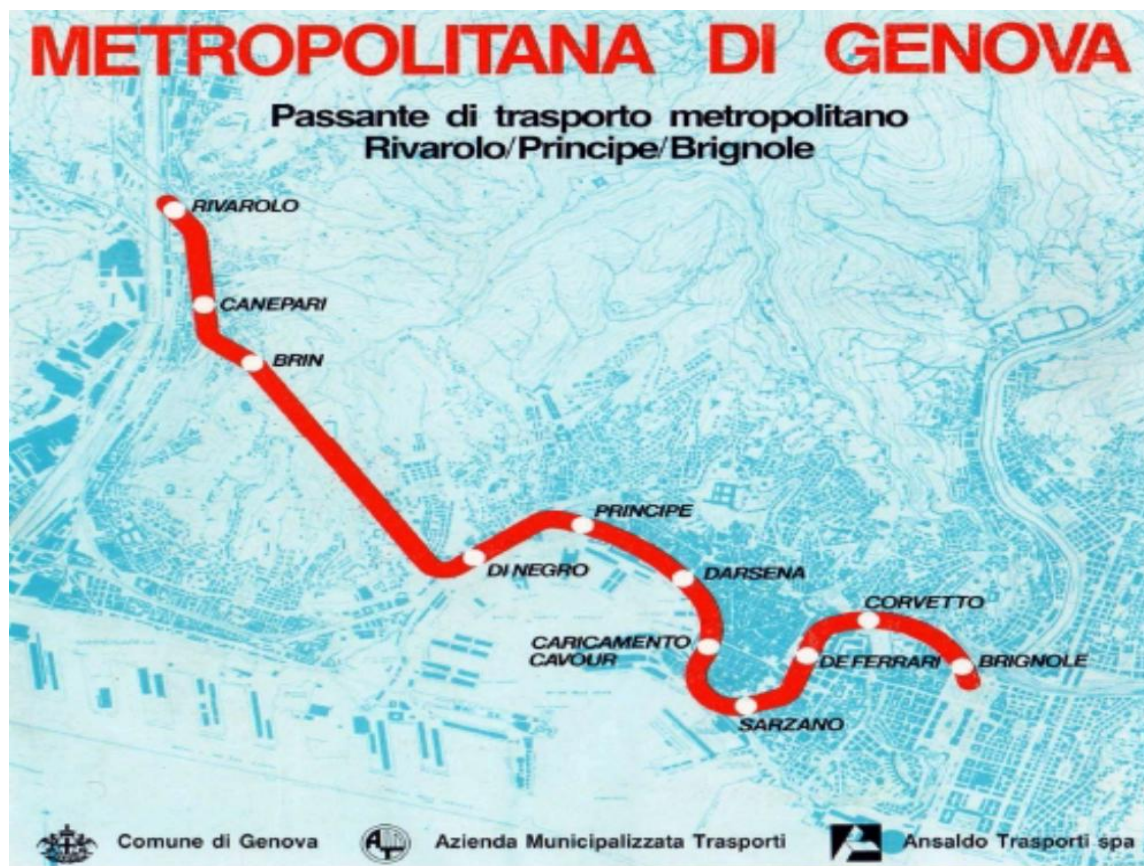 METROPOLITANA DI GENOVA
Passante di trasporto metropolitano
Rivarolo/Principe/Brignole
RIVAROLO
CANEPARI
BRIN
PRINCIPE
DI NEGRO
DARSENA
CORVETTO
CARICAMENTO
CAVOUR
DE FERRARI
BRIGNOLE
SARZANO
Comune di Genova
Azienda Municipalizzata Trasporti
Ansaldo Trasporti spa